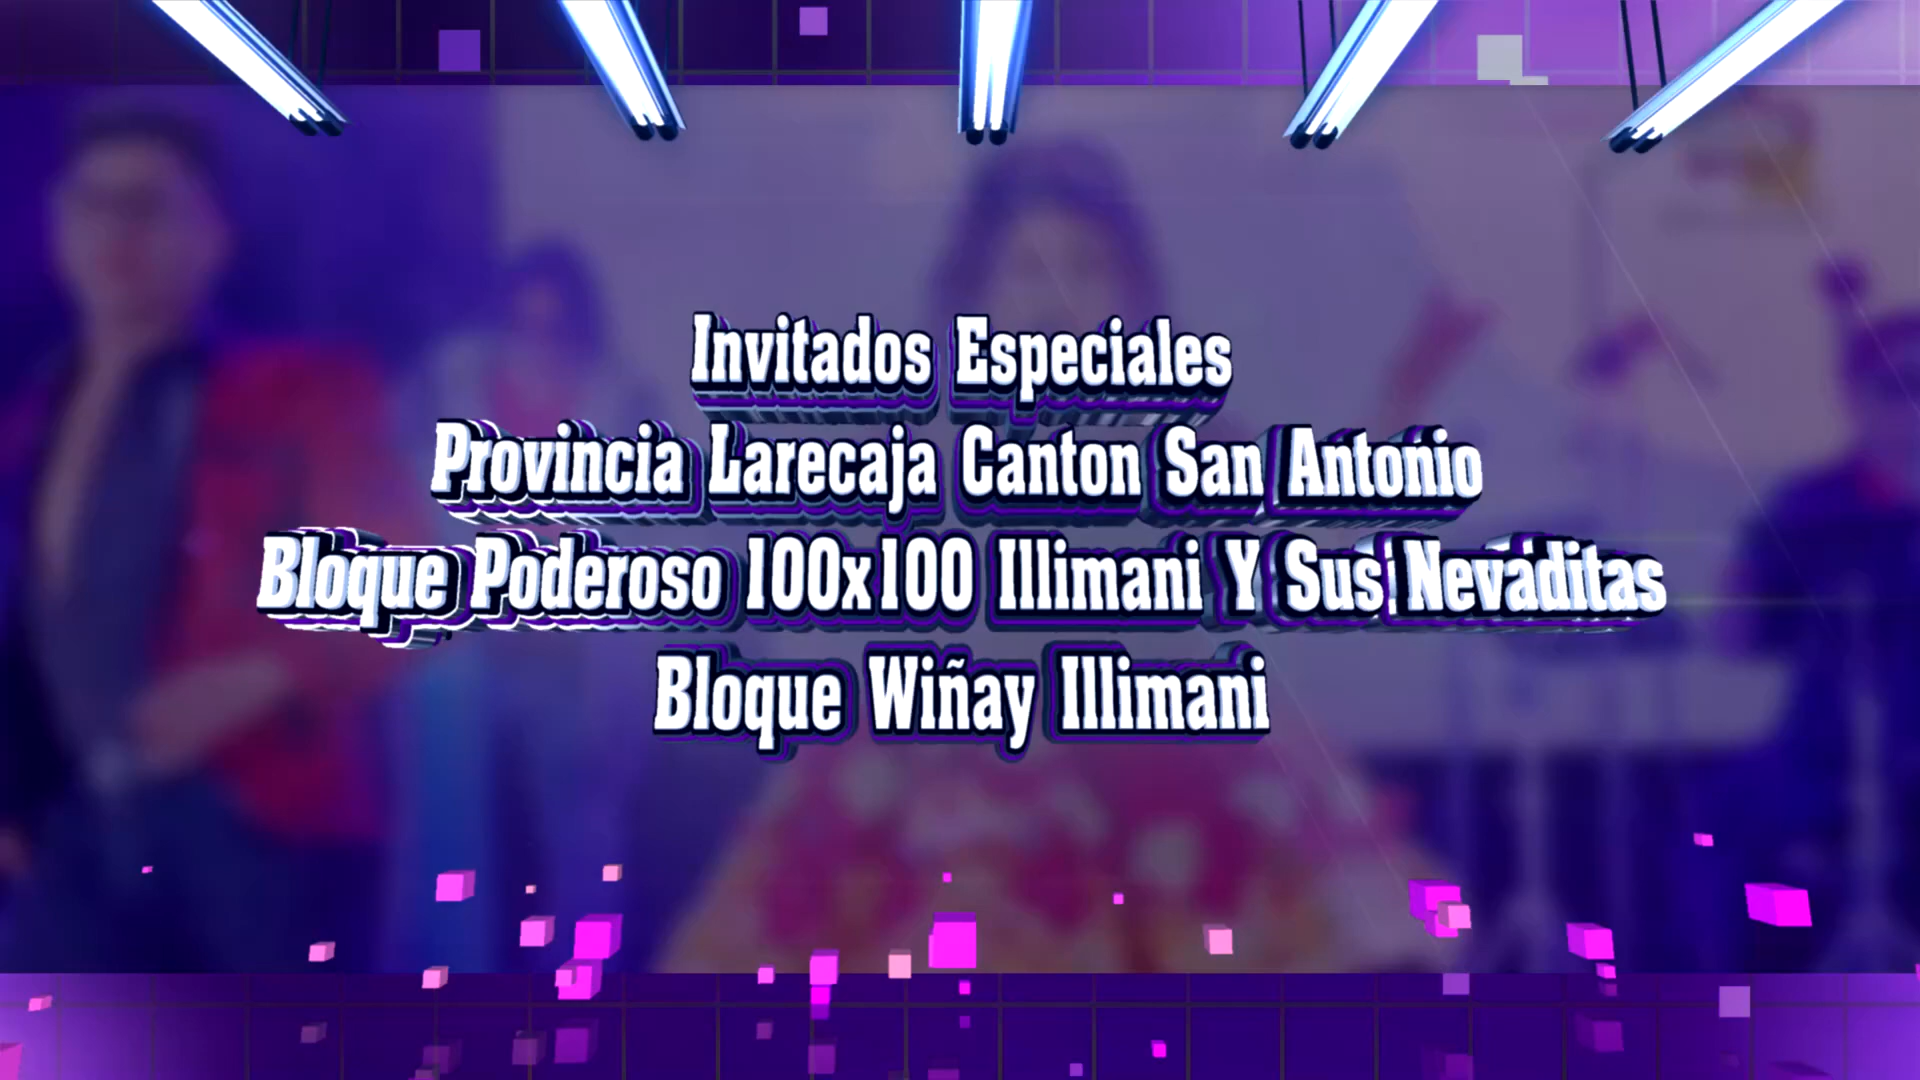 Invitados Especiales
Provincia Larecaja Canton San Antonio
Bloque Poderoso 100x100 Illimani Y Sus Nevaditas
Bloque Wiñay Illimani